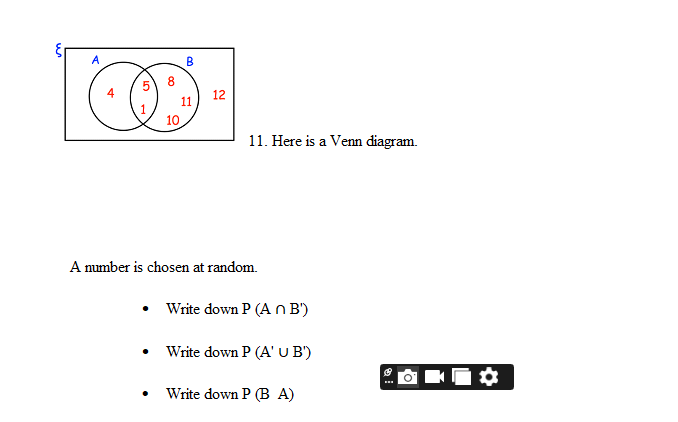 ξ
A B
4 5 8
1 11 12
10
11. Here is a Venn diagram.
A number is chosen at random.
• Write down P (A ∩ B')
• Write down P (A' ∪ B')
• Write down P (B A)